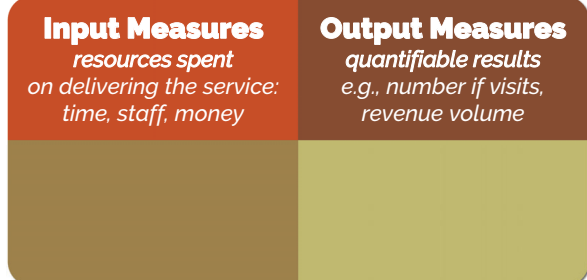 Input Measures
resources spent
on delivering the service:
time, staff, money
Output Measures
quantifiable results
e.g., number if visits,
revenue volume